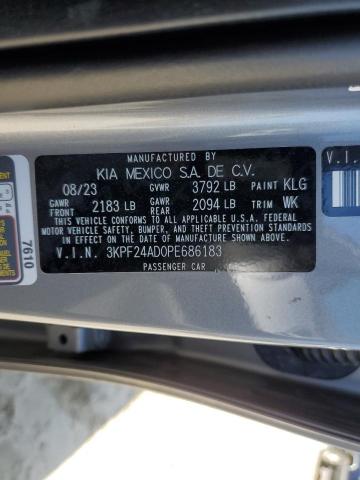 MANUFACTURED BY
KIA MEXICO S.A. DE C.V.
08/23 GVWR 3792 LB PAINT KLG
GAWR FRONT 2183 LB GAWR REAR 2094 LB TRIM WK
THIS VEHICLE CONFORMS TO ALL APPLICABLE U.S.A. FEDERAL
MOTOR VEHICLE SAFETY, BUMPER, AND THEFT PREVENTION STANDARDS
IN EFFECT ON THE DATE OF MANUFACTURE SHOWN ABOVE.
V.I.N. 3KPF24AD0PE686183
PASSENGER CAR
7610
V.I.N